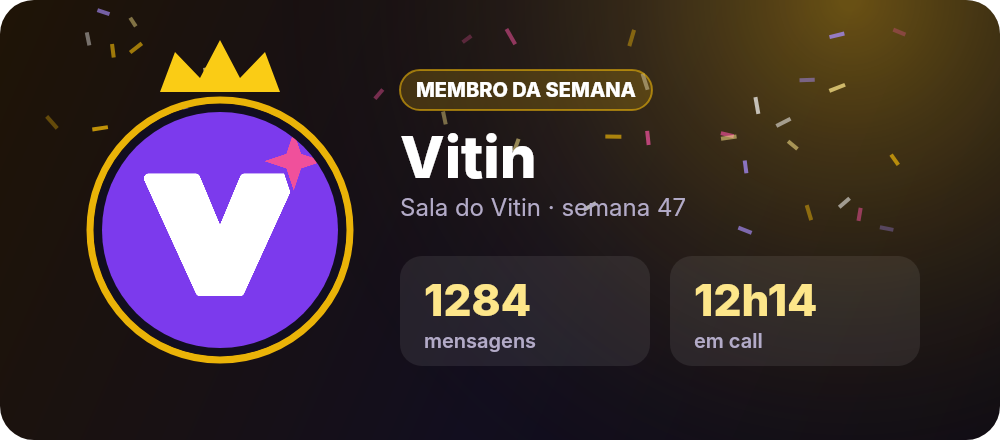 MEMBRO DA SEMANA
Vitin
Sala do Vitin · semana 47
1284
mensagens
12h14
em call